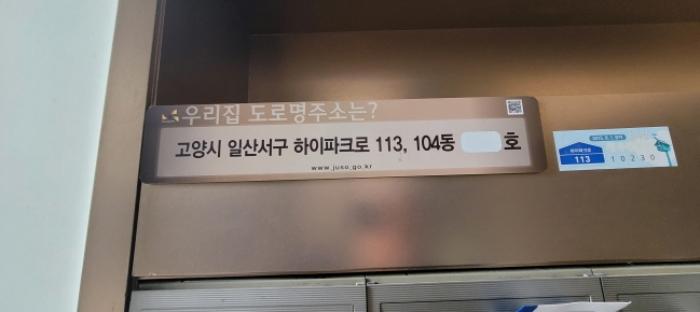 우리집 도로명주소는?
고양시 일산서구 하이파크로 113, 104동 호
www.juso.go.kr
113 10230